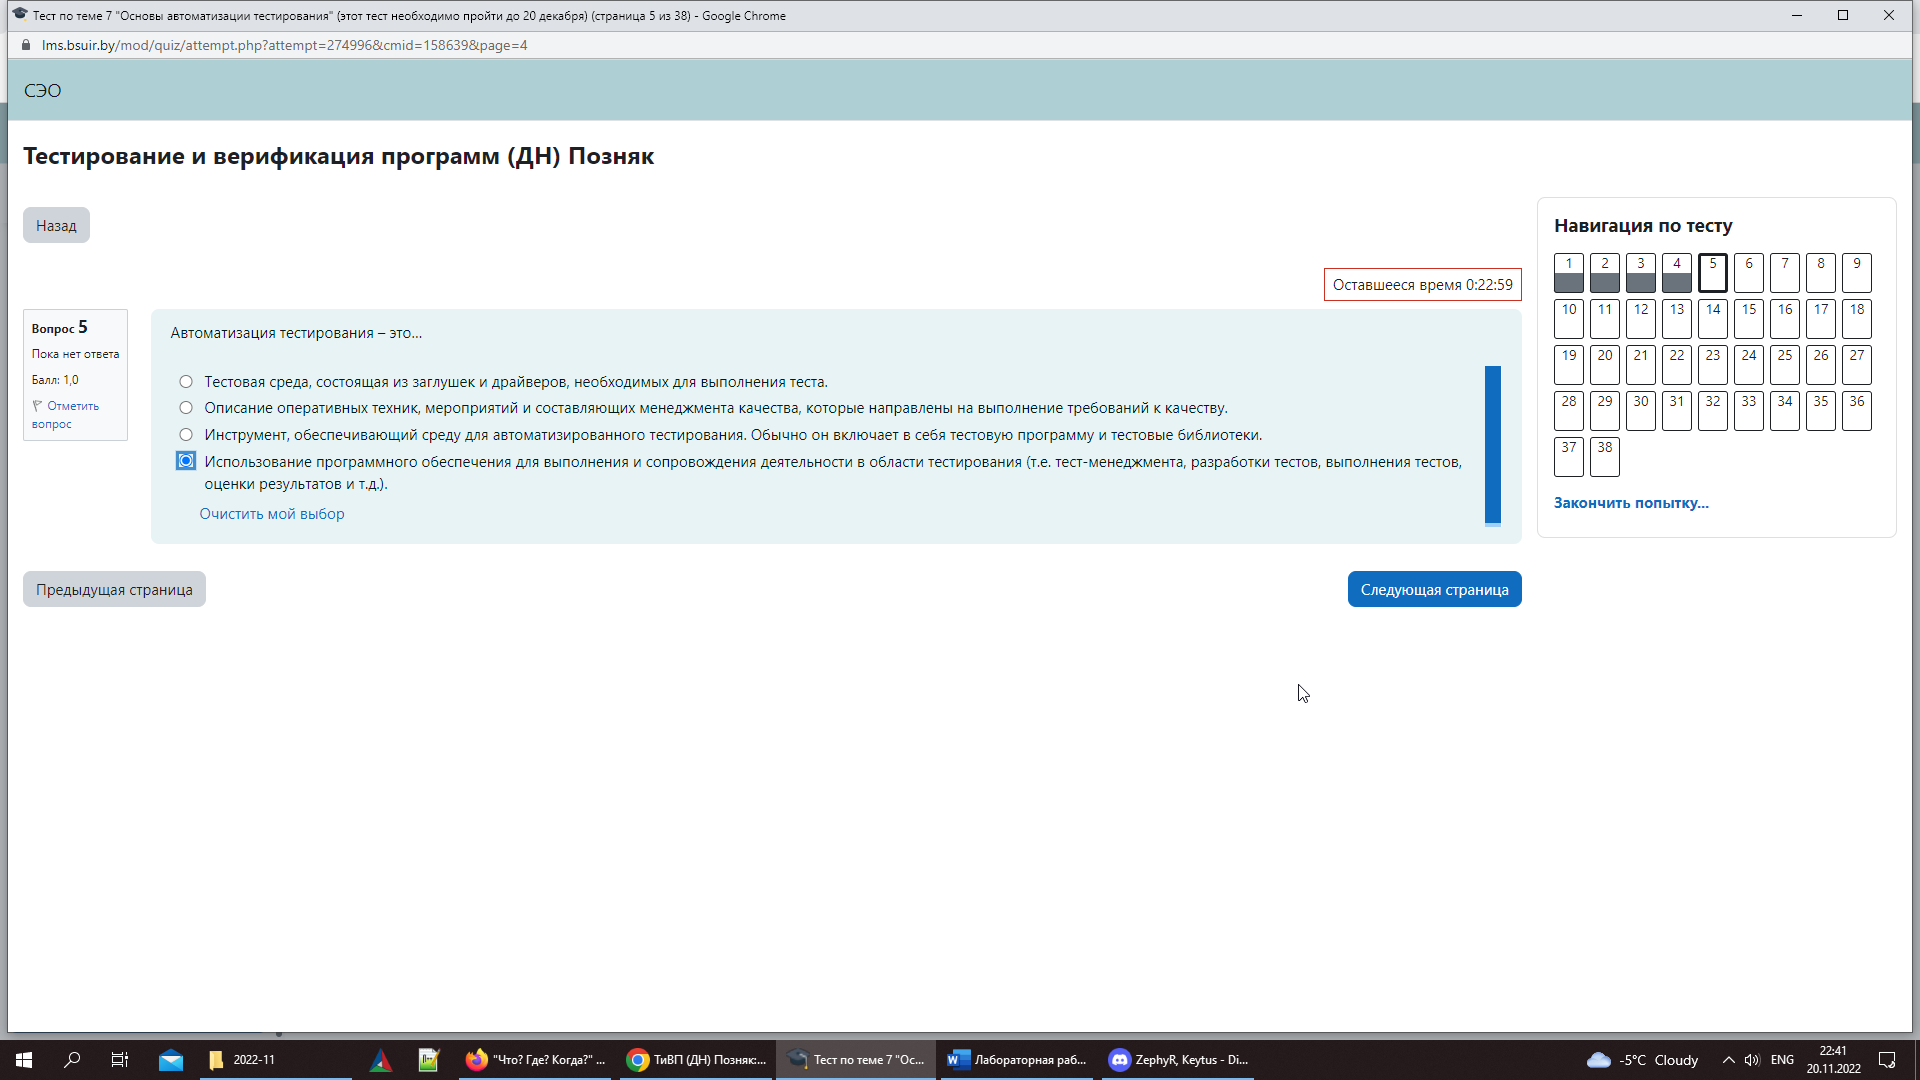 Тест по теме 7 "Основы автоматизации тестирования" (этот тест необходимо пройти до 20 декабря) (страница 5 из 38) - Google Chrome
lms.bsuir.by/mod/quiz/attempt.php?attempt=274996&cmid=158639&page=4
СЭО
Тестирование и верификация программ (ДН) Позняк
Назад
Оставшееся время 0:22:59
Вопрос 5
Пока нет ответа
Балл: 1,0
Отметить
вопрос
Автоматизация тестирования – это...
Тестовая среда, состоящая из заглушек и драйверов, необходимых для выполнения теста.
Описание оперативных техник, мероприятий и составляющих менеджмента качества, которые направлены на выполнение требований к качеству.
Инструмент, обеспечивающий среду для автоматизированного тестирования. Обычно он включает в себя тестовую программу и тестовые библиотеки.
Использование программного обеспечения для выполнения и сопровождения деятельности в области тестирования (т.е. тест-менеджмента, разработки тестов, выполнения тестов,
оценки результатов и т.д.).
Очистить мой выбор
Предыдущая страница
Следующая страница
Навигация по тесту
1 2 3 4 5 6 7 8 9
10 11 12 13 14 15 16 17 18
19 20 21 22 23 24 25 26 27
28 29 30 31 32 33 34 35 36
37 38
Закончить попытку...
2022-11
"Что? Где? Когда?" ...
ТиВП (ДН) Позняк:...
Тест по теме 7 "Ос...
Лабораторная раб...
ZephyR, Keytus - Di...
-5°C Cloudy
ENG
22:41
20.11.2022